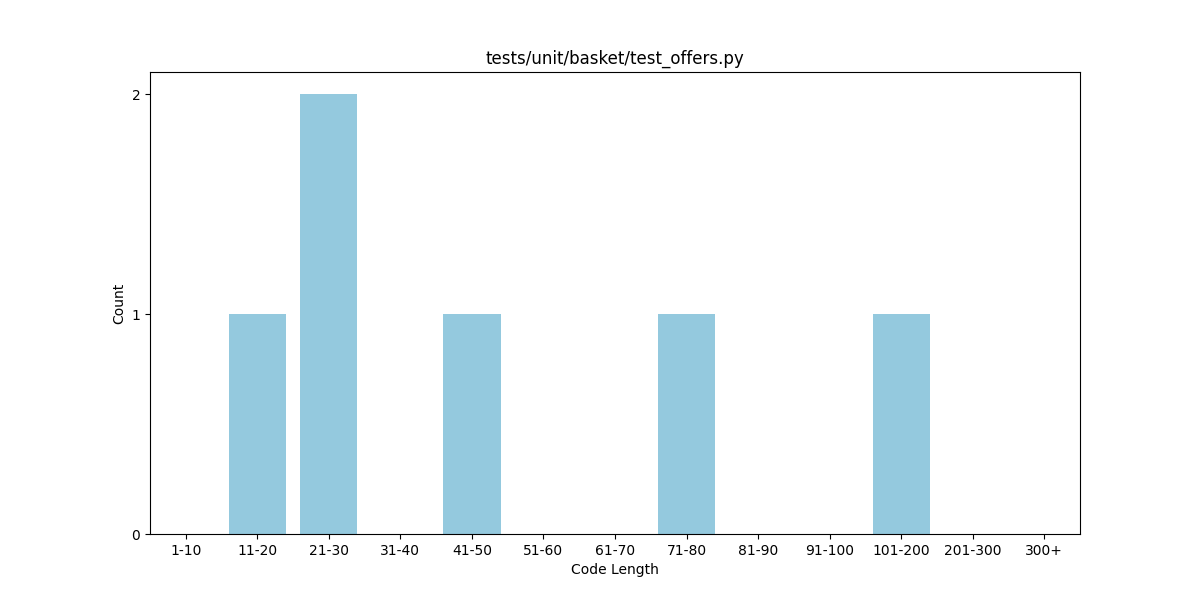 tests/unit/basket/test_offers.py
2
1
0
Count
1-10 11-20 21-30 31-40 41-50 51-60 61-70 71-80 81-90 91-100 101-200 201-300 300+
Code Length